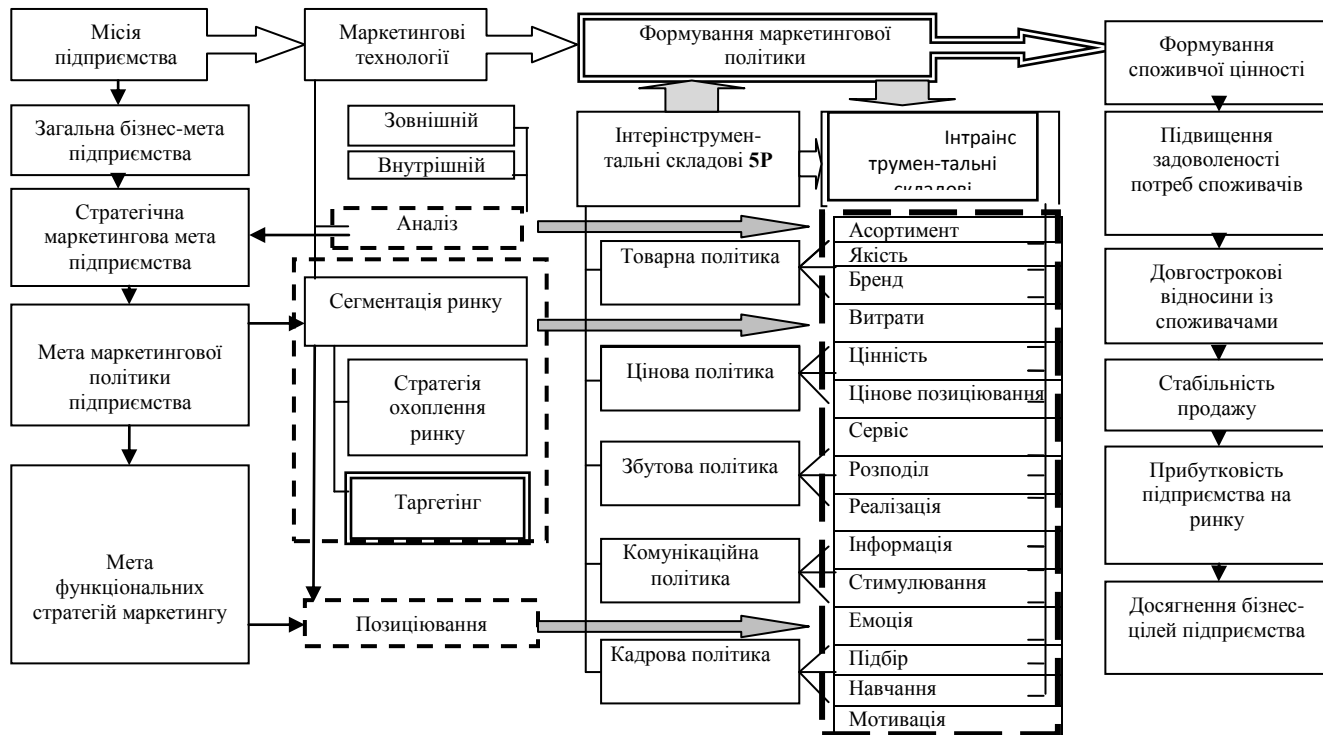 Місія
підприємства
Маркетингові
технології
Формування маркетингової
політики
Формування
споживчої цінності
Загальна бізнес-мета
підприємства
Стратегічна
маркетингова мета
підприємства
Мета маркетингової
політики
підприємства
Мета
функціональних
стратегій маркетингу
Зовнішній
Внутрішній
Аналіз
Сегментація ринку
Стратегія
охоплення
ринку
Таргетінг
Позиціювання
Інтерінструмен-
тальні складові 5Р
Товарна політика
Цінова політика
Збутова політика
Комунікаційна
політика
Кадрова політика
Інтраінс
трумен-тальні
складові
Асортимент
Якість
Бренд
Витрати
Цінність
Цінове позиціювання
Сервіс
Розподіл
Реалізація
Інформація
Стимулювання
Емоція
Підбір
Навчання
Мотивація
Підвищення
задоволеності
потреб споживачів
Довгострокові
відносини із
споживачами
Стабільність
продажу
Прибутковість
підприємства на
ринку
Досягнення бізнес-
цілей підприємства